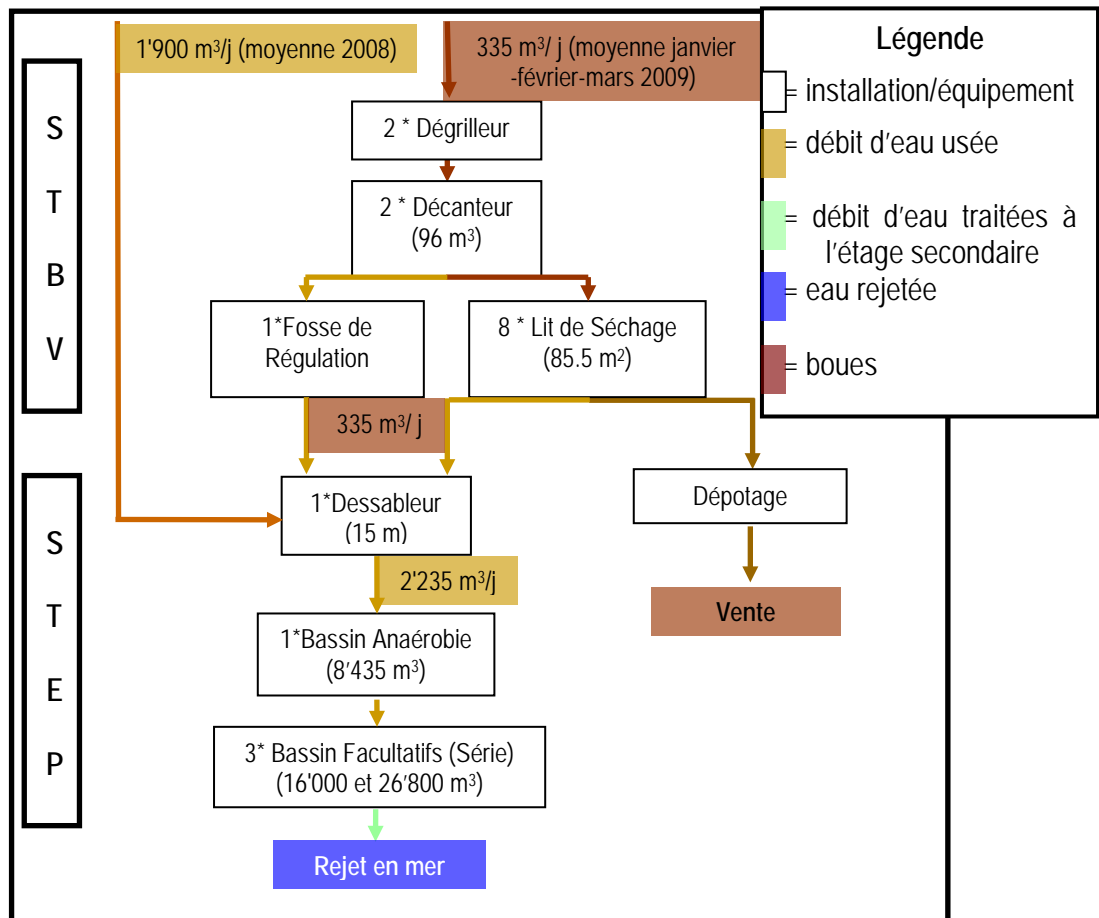 1'900 m³/j (moyenne 2008)
335 m³/ j (moyenne janvier
-février-mars 2009)
Légende
= installation/équipement
= débit d'eau usée
= débit d'eau traitées à
l'étage secondaire
= eau rejetée
= boues
S
T
B
V
2 * Dégrilleur
2 * Décanteur
(96 m³)
1*Fosse de
Régulation
8 * Lit de Séchage
(85.5 m²)
335 m³/ j
S
T
E
P
1*Dessableur
(15 m)
Dépotage
2'235 m³/j
Vente
1*Bassin Anaérobie
(8'435 m³)
3* Bassin Facultatifs (Série)
(16'000 et 26'800 m³)
Rejet en mer